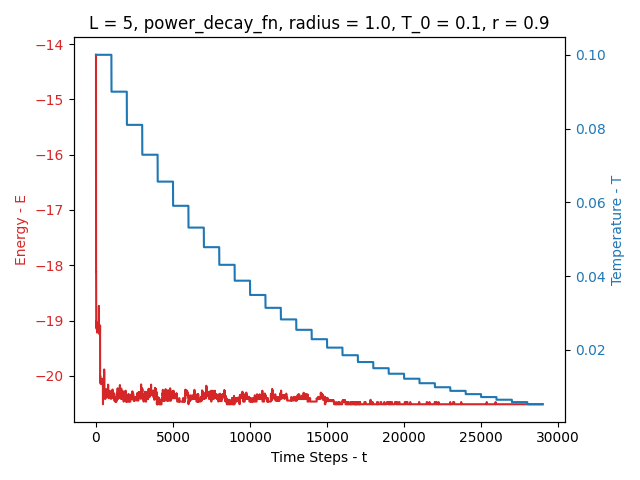 L = 5, power_decay_fn, radius = 1.0, T_0 = 0.1, r = 0.9
−14
−15
−16
−17
−18
−19
−20
Energy - E
0.10
0.08
0.06
0.04
0.02
Temperature - T
0 5000 10000 15000 20000 25000 30000
Time Steps - t